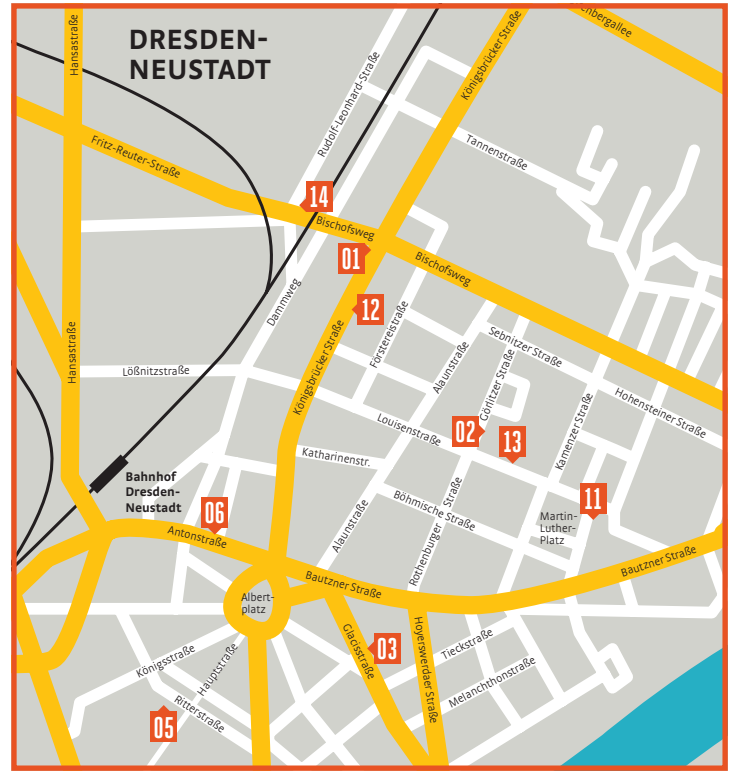 DRESDEN-
NEUSTADT
Hansastraße
Rudolf-Leonhard-Straße
Königsbrücker Straße
Tannenstraße
Fritz-Reuter-Straße
14
Bischofsweg
01
Bischofsweg
12
Dammweg
Hansastraße
Königsbrücker Straße
Förstereistraße
Alaunstraße
Sebnitzer Straße
Görlitzer Straße
Lößnitzstraße
Hohensteiner Straße
Kamenzer Straße
Louisenstraße
02
13
Katharinenstr.
Bahnhof
Dresden-
Neustadt
06
Antonstraße
Alaunstraße
Böhmische Straße
Rothenburger Straße
11
Martin-
Luther-
Platz
Bautzner Straße
Bautzner Straße
Albert-
platz
Glacisstraße
03
Hoyerswerdaer Straße
Tieckstraße
Melanchthonstraße
Königsstraße
Hauptstraße
Ritterstraße
05